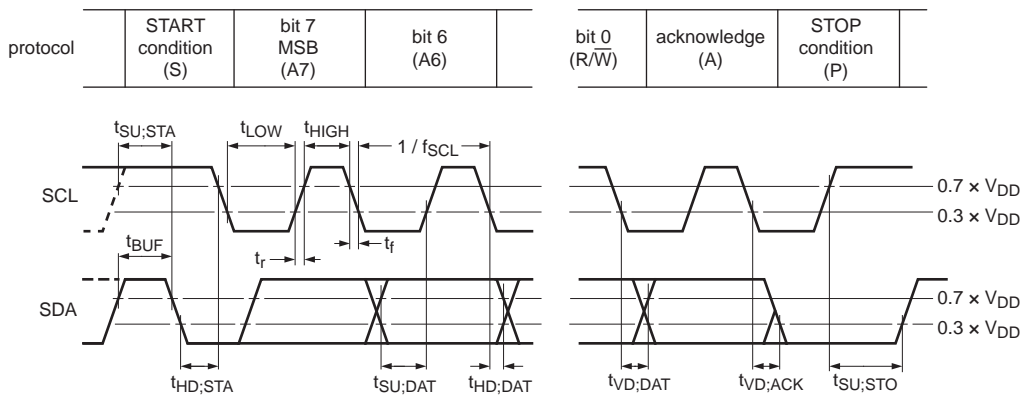 protocol
START
condition
(S)
bit 7
MSB
(A7)
bit 6
(A6)
bit 0
(R/W̅)
acknowledge
(A)
STOP
condition
(P)
tSU;STA
tLOW
tHIGH
1 / fSCL
SCL
0.7 × VDD
0.3 × VDD
tBUF
tr
tf
SDA
0.7 × VDD
0.3 × VDD
tHD;STA
tSU;DAT
tHD;DAT
tVD;DAT
tVD;ACK
tSU;STO